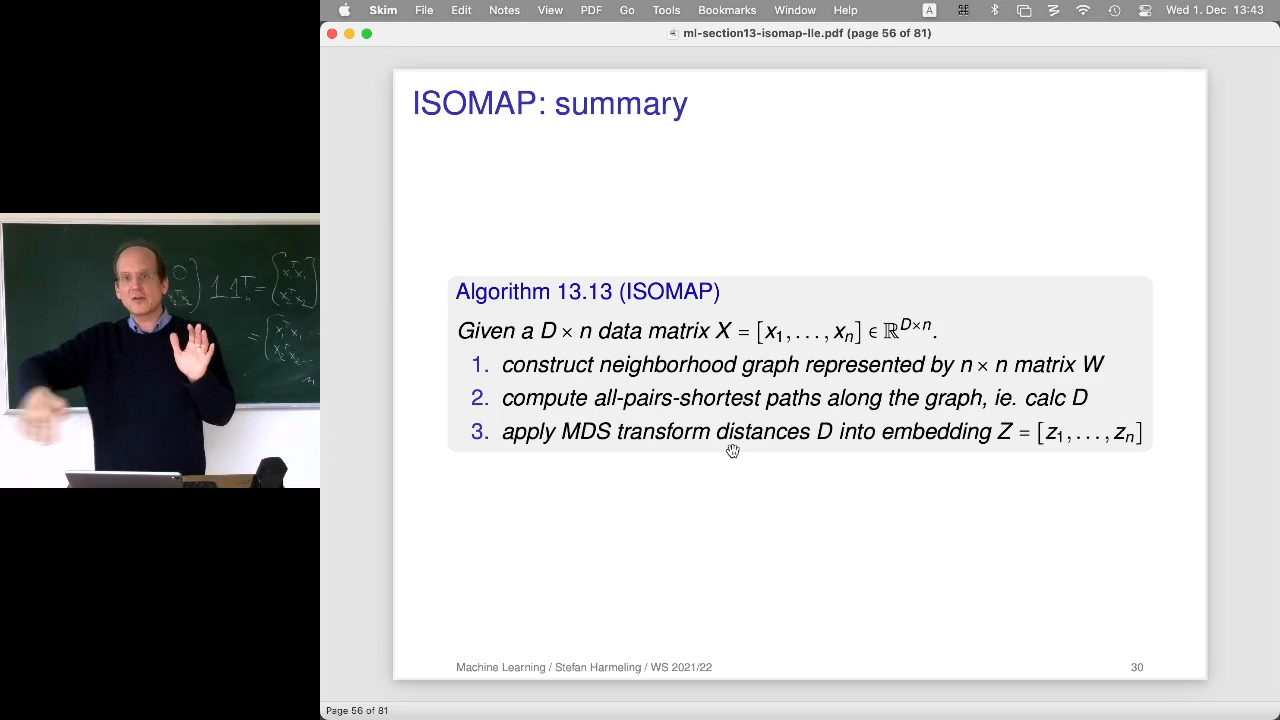 Skim File Edit Notes View PDF Go Tools Bookmarks Window Help A Wed 1. Dec 13:43
ml-section13-isomap-lle.pdf (page 56 of 81)
ISOMAP: summary
Algorithm 13.13 (ISOMAP)
Given a D × n data matrix X = [x₁, . . . , xₙ] ∈ ℝ^{D×n}.
1. construct neighborhood graph represented by n × n matrix W
2. compute all-pairs-shortest paths along the graph, ie. calc D
3. apply MDS transform distances D into embedding Z = [z₁, . . . , zₙ]
Machine Learning / Stefan Harmeling / WS 2021/22 30
Page 56 of 81